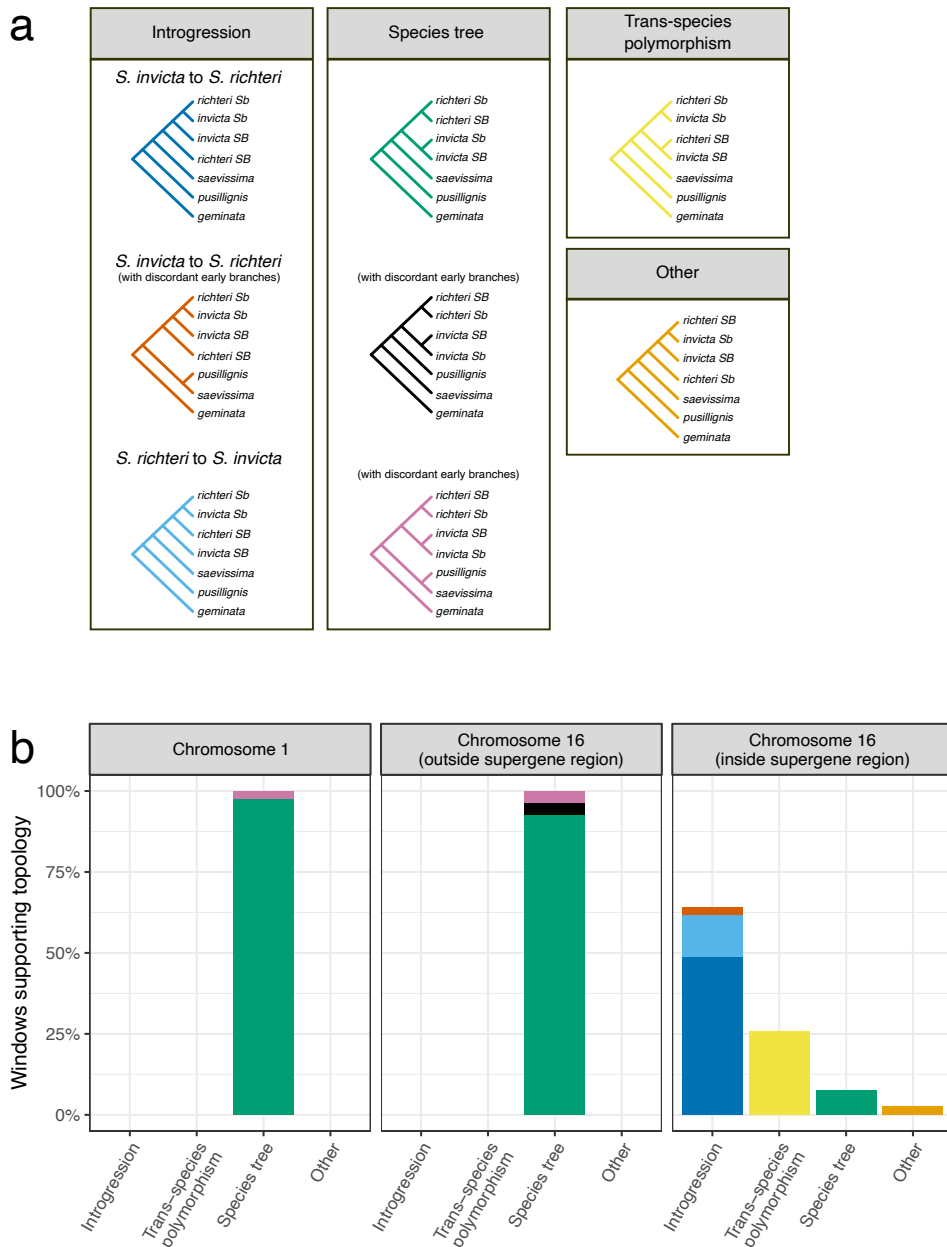 a
Introgression
S. invicta to S. richteri
richteri Sb
invicta Sb
invicta SB
richteri SB
saevissima
pusillignis
geminata
S. invicta to S. richteri
(with discordant early branches)
richteri Sb
invicta Sb
invicta SB
richteri SB
pusillignis
saevissima
geminata
S. richteri to S. invicta
richteri Sb
invicta Sb
richteri SB
invicta SB
saevissima
pusillignis
geminata
Species tree
richteri Sb
richteri SB
invicta Sb
invicta SB
saevissima
pusillignis
geminata
(with discordant early branches)
richteri SB
richteri Sb
invicta SB
invicta Sb
pusillignis
saevissima
geminata
(with discordant early branches)
richteri SB
richteri Sb
invicta SB
invicta Sb
pusillignis
saevissima
geminata
Trans-species
polymorphism
richteri Sb
invicta Sb
richteri SB
invicta SB
saevissima
pusillignis
geminata
Other
richteri SB
invicta Sb
invicta SB
richteri Sb
saevissima
pusillignis
geminata
b
Chromosome 1
Chromosome 16
(outside supergene region)
Chromosome 16
(inside supergene region)
Windows supporting topology
100%
75%
50%
25%
0%
Introgression
Trans−species
polymorphism
Species tree
Other
Introgression
Trans−species
polymorphism
Species tree
Other
Introgression
Trans−species
polymorphism
Species tree
Other